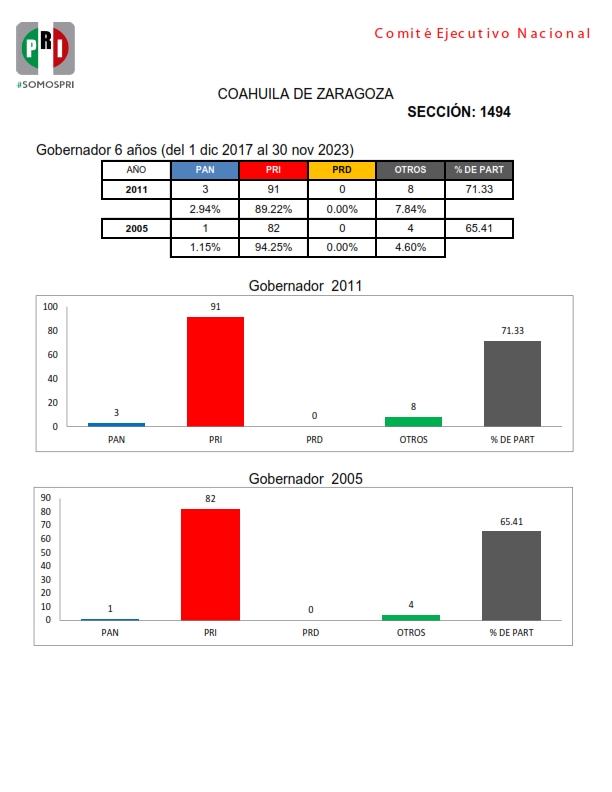 Comité Ejecutivo Nacional
PRI
#SOMOSPRI
COAHUILA DE ZARAGOZA
SECCIÓN: 1494
Gobernador 6 años (del 1 dic 2017 al 30 nov 2023)
AÑO PAN PRI PRD OTROS % DE PART
2011 3 91 0 8 71.33
2.94% 89.22% 0.00% 7.84%
2005 1 82 0 4 65.41
1.15% 94.25% 0.00% 4.60%
Gobernador 2011
100
80
60
40
20
0
3 91 0 8 71.33
PAN PRI PRD OTROS % DE PART
Gobernador 2005
90
80
70
60
50
40
30
20
10
0
1 82 0 4 65.41
PAN PRI PRD OTROS % DE PART